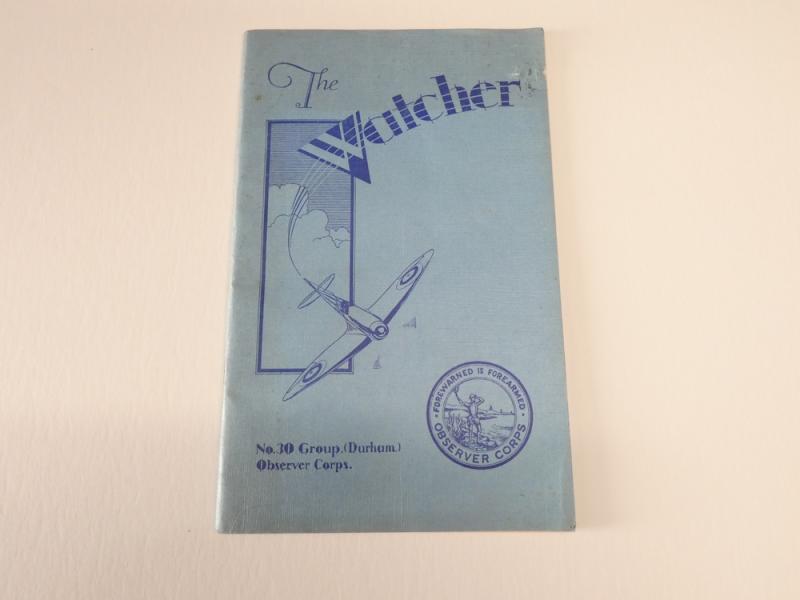 The
Watcher
FOREWARNED IS FOREARMED
OBSERVER CORPS
No.30 Group.(Durham.)
Observer Corps.